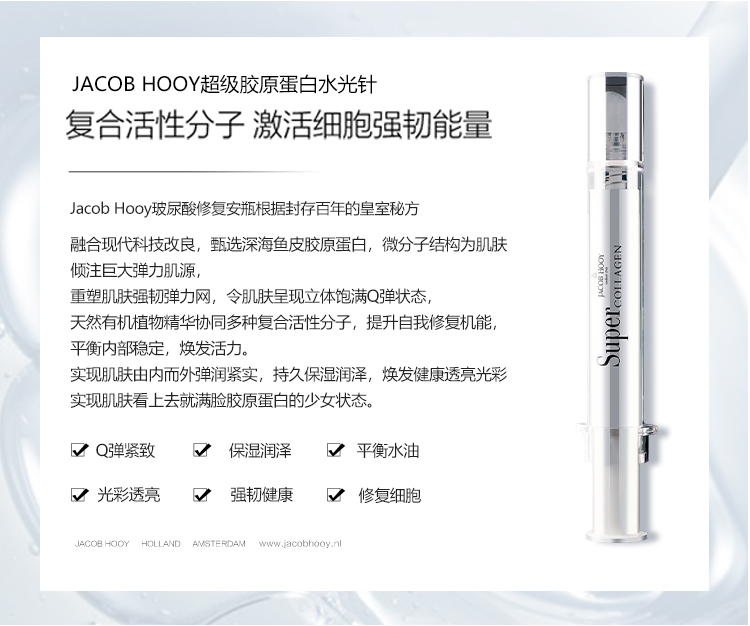 JACOB HOOY超级胶原蛋白水光针
复合活性分子 激活细胞强韧能量
Jacob Hooy玻尿酸修复安瓶根据封存百年的皇室秘方
融合现代科技改良，甄选深海鱼皮胶原蛋白，微分子结构为肌肤
倾注巨大弹力肌源，
重塑肌肤强韧弹力网，令肌肤呈现立体饱满Q弹状态，
天然有机植物精华协同多种复合活性分子，提升自我修复机能，
平衡内部稳定，焕发活力。
实现肌肤由内而外弹润紧实，持久保湿润泽，焕发健康透亮光彩
实现肌肤看上去就满脸胶原蛋白的少女状态。
Q弹紧致 保湿润泽 平衡水油
光彩透亮 强韧健康 修复细胞
JACOB HOOY HOLLAND AMSTERDAM www.jacobhooy.nl
JACOB HOOY
Super COLLAGEN